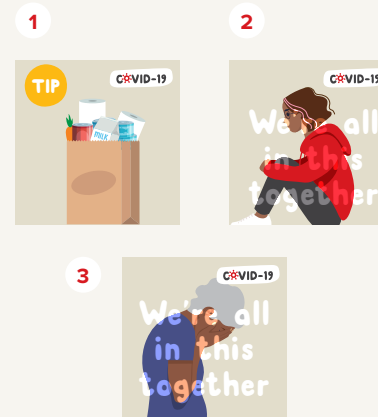 1
2
TIP
COVID-19
MILK
COVID-19
We're all
in this
together
3
COVID-19
We're all
in this
together